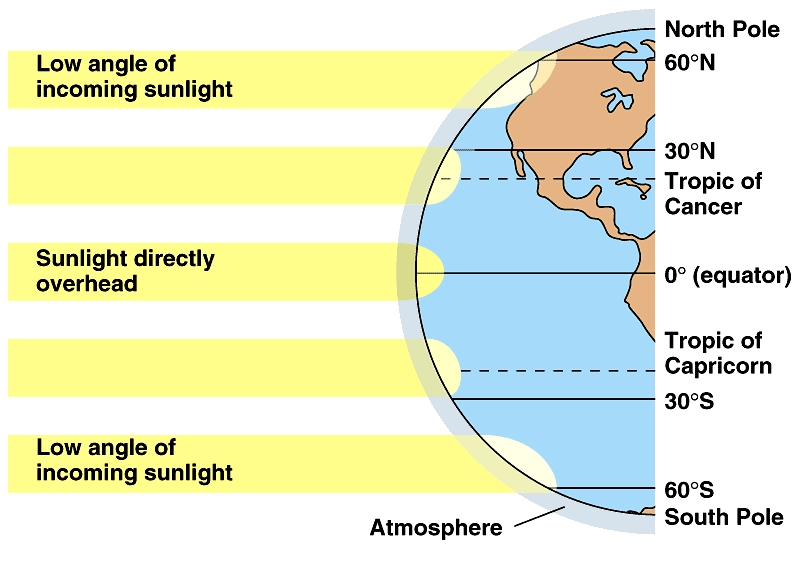 North Pole
Low angle of
incoming sunlight
60°N
30°N
Tropic of
Cancer
Sunlight directly
overhead
0° (equator)
Tropic of
Capricorn
30°S
Low angle of
incoming sunlight
60°S
South Pole
Atmosphere